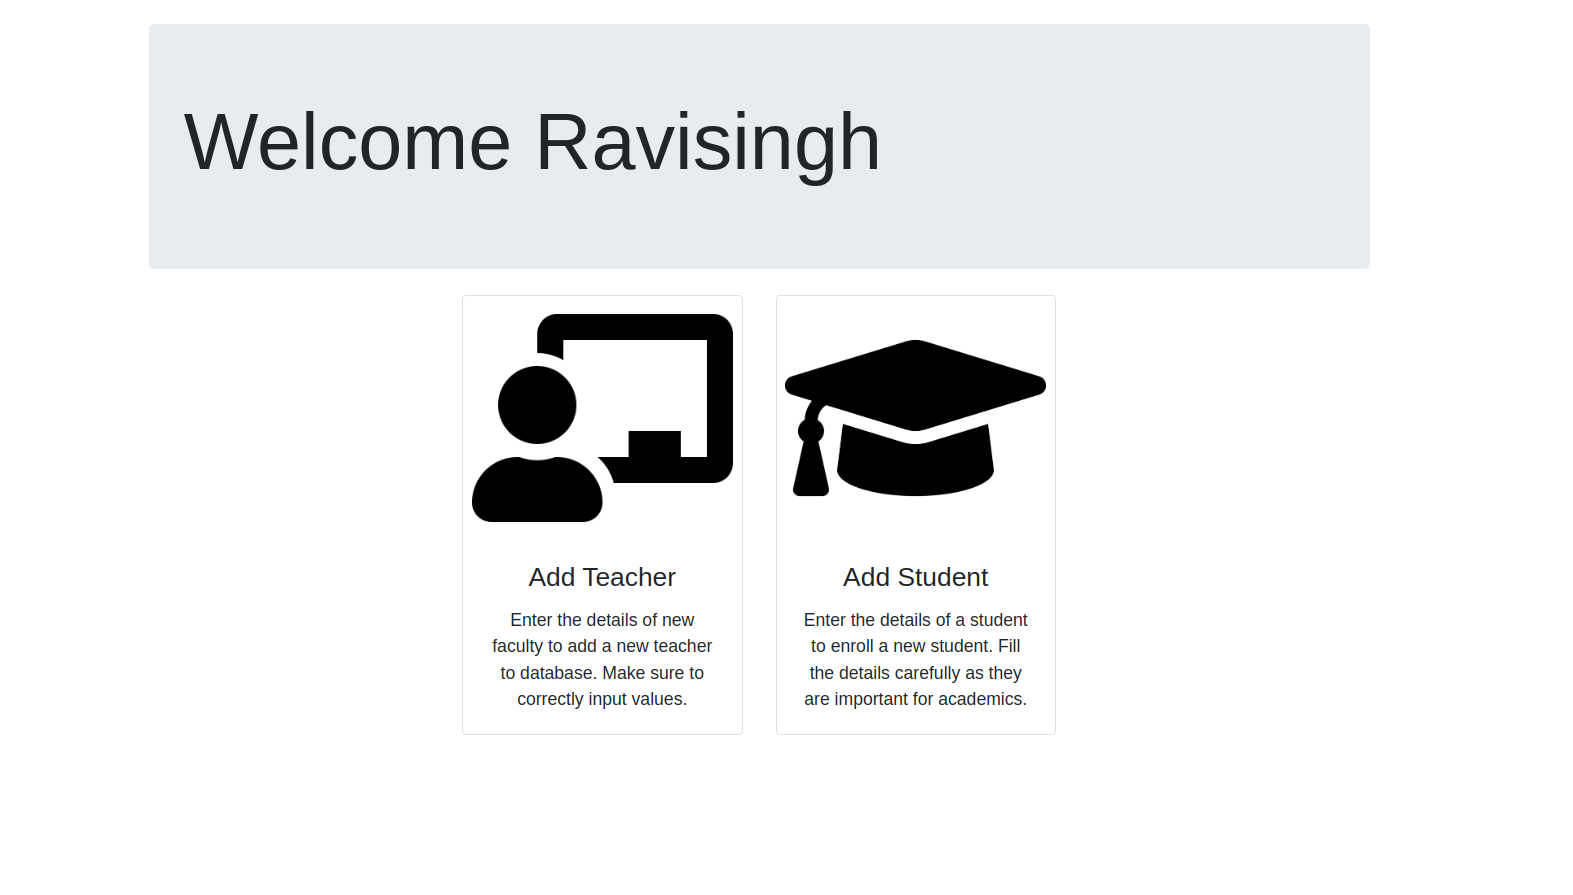 Welcome Ravisingh
Add Teacher
Enter the details of new
faculty to add a new teacher
to database. Make sure to
correctly input values.
Add Student
Enter the details of a student
to enroll a new student. Fill
the details carefully as they
are important for academics.